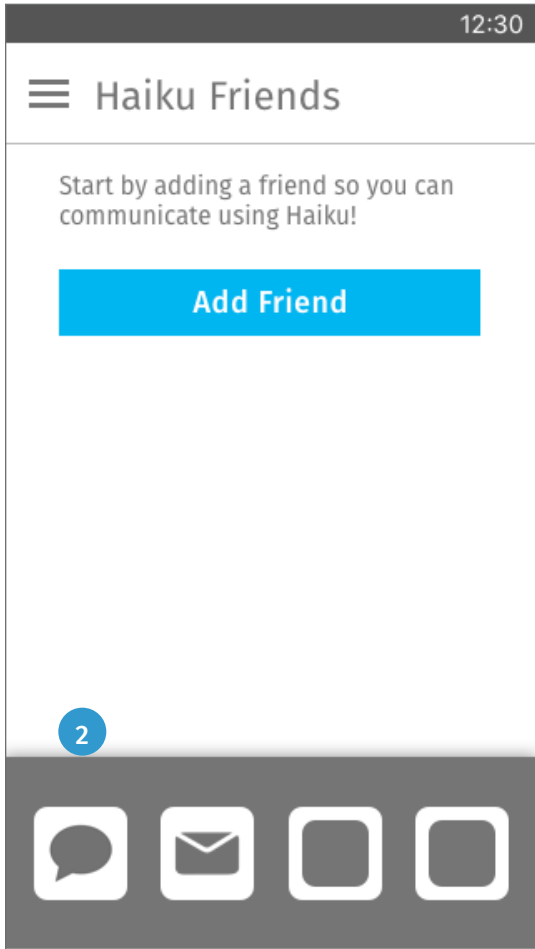 12:30
Haiku Friends
Start by adding a friend so you can
communicate using Haiku!
Add Friend
2